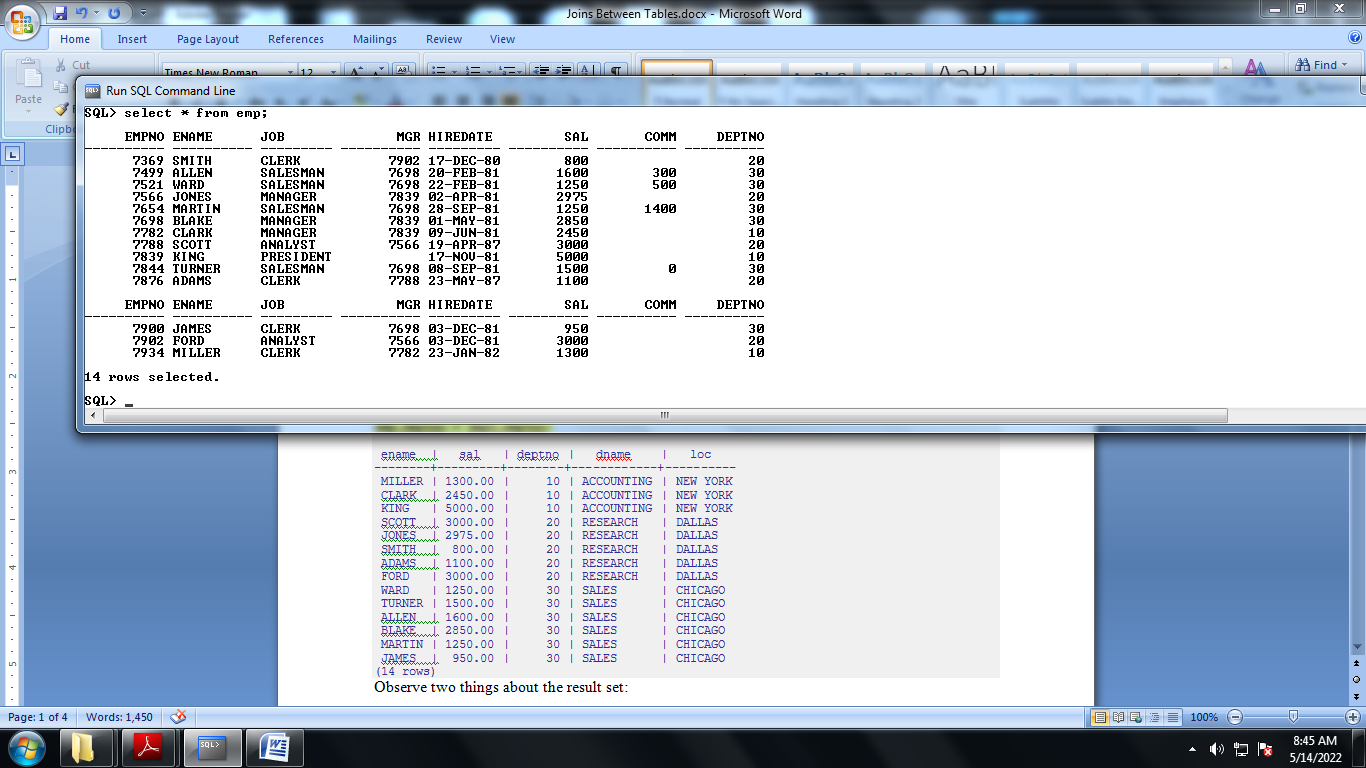 Joins Between Tables.docx - Microsoft Word
Home Insert Page Layout References Mailings Review View
Cut
Times New Roman 12
Find
Paste
Change
Run SQL Command Line
SQL> select * from emp;
EMPNO ENAME JOB MGR HIREDATE SAL COMM DEPTNO
---------- ---------- --------- ---------- --------- ---------- ---------- ----------
7369 SMITH CLERK 7902 17-DEC-80 800 20
7499 ALLEN SALESMAN 7698 20-FEB-81 1600 300 30
7521 WARD SALESMAN 7698 22-FEB-81 1250 500 30
7566 JONES MANAGER 7839 02-APR-81 2975 20
7654 MARTIN SALESMAN 7698 28-SEP-81 1250 1400 30
7698 BLAKE MANAGER 7839 01-MAY-81 2850 30
7782 CLARK MANAGER 7839 09-JUN-81 2450 10
7788 SCOTT ANALYST 7566 19-APR-87 3000 20
7839 KING PRESIDENT 17-NOV-81 5000 10
7844 TURNER SALESMAN 7698 08-SEP-81 1500 0 30
7876 ADAMS CLERK 7788 23-MAY-87 1100 20
EMPNO ENAME JOB MGR HIREDATE SAL COMM DEPTNO
---------- ---------- --------- ---------- --------- ---------- ---------- ----------
7900 JAMES CLERK 7698 03-DEC-81 950 30
7902 FORD ANALYST 7566 03-DEC-81 3000 20
7934 MILLER CLERK 7782 23-JAN-82 1300 10
14 rows selected.
SQL> _
ename | sal | deptno | dname | loc
--------+---------+--------+------------+----------
MILLER | 1300.00 | 10 | ACCOUNTING | NEW YORK
CLARK | 2450.00 | 10 | ACCOUNTING | NEW YORK
KING | 5000.00 | 10 | ACCOUNTING | NEW YORK
SCOTT | 3000.00 | 20 | RESEARCH | DALLAS
JONES | 2975.00 | 20 | RESEARCH | DALLAS
SMITH | 800.00 | 20 | RESEARCH | DALLAS
ADAMS | 1100.00 | 20 | RESEARCH | DALLAS
FORD | 3000.00 | 20 | RESEARCH | DALLAS
WARD | 1250.00 | 30 | SALES | CHICAGO
TURNER | 1500.00 | 30 | SALES | CHICAGO
ALLEN | 1600.00 | 30 | SALES | CHICAGO
BLAKE | 2850.00 | 30 | SALES | CHICAGO
MARTIN | 1250.00 | 30 | SALES | CHICAGO
JAMES | 950.00 | 30 | SALES | CHICAGO
(14 rows)
Observe two things about the result set:
Page: 1 of 4 Words: 1,450 100%
8:45 AM
5/14/2022